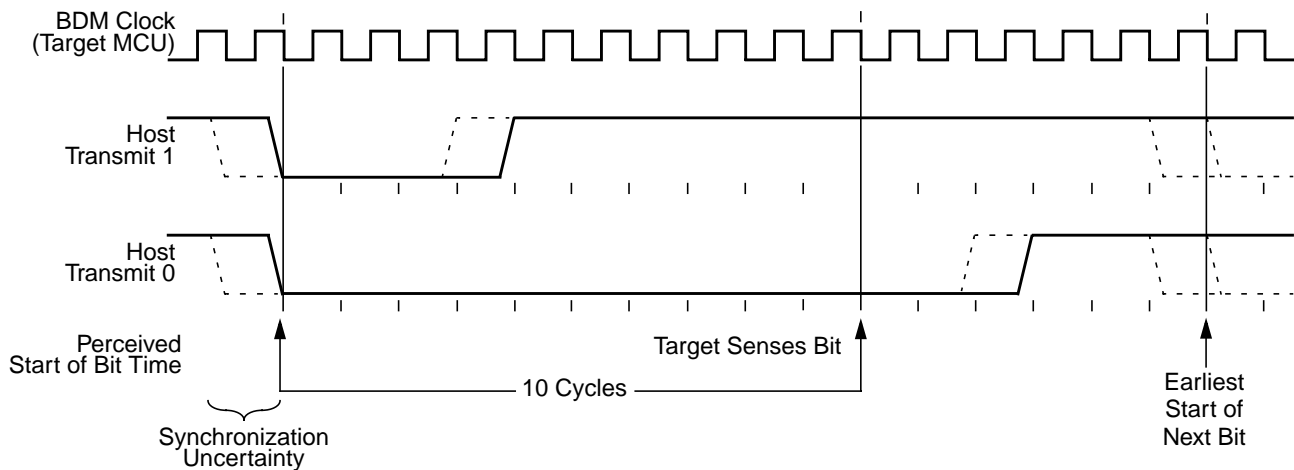 BDM Clock
(Target MCU)
Host
Transmit 1
Host
Transmit 0
Perceived
Start of Bit Time
Target Senses Bit
10 Cycles
Synchronization
Uncertainty
Earliest
Start of
Next Bit